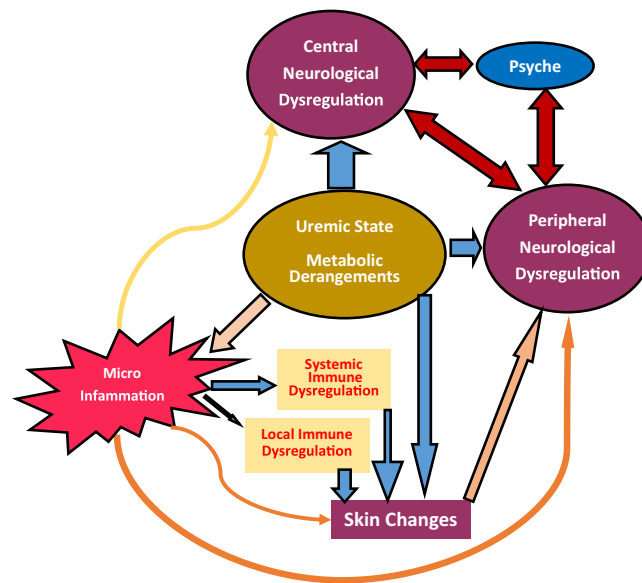 Central
Neurological
Dysregulation
Psyche
Peripheral
Neurological
Dysregulation
Uremic State
Metabolic
Derangements
Micro
Infammation
Systemic
Immune
Dysregulation
Local Immune
Dysregulation
Skin Changes